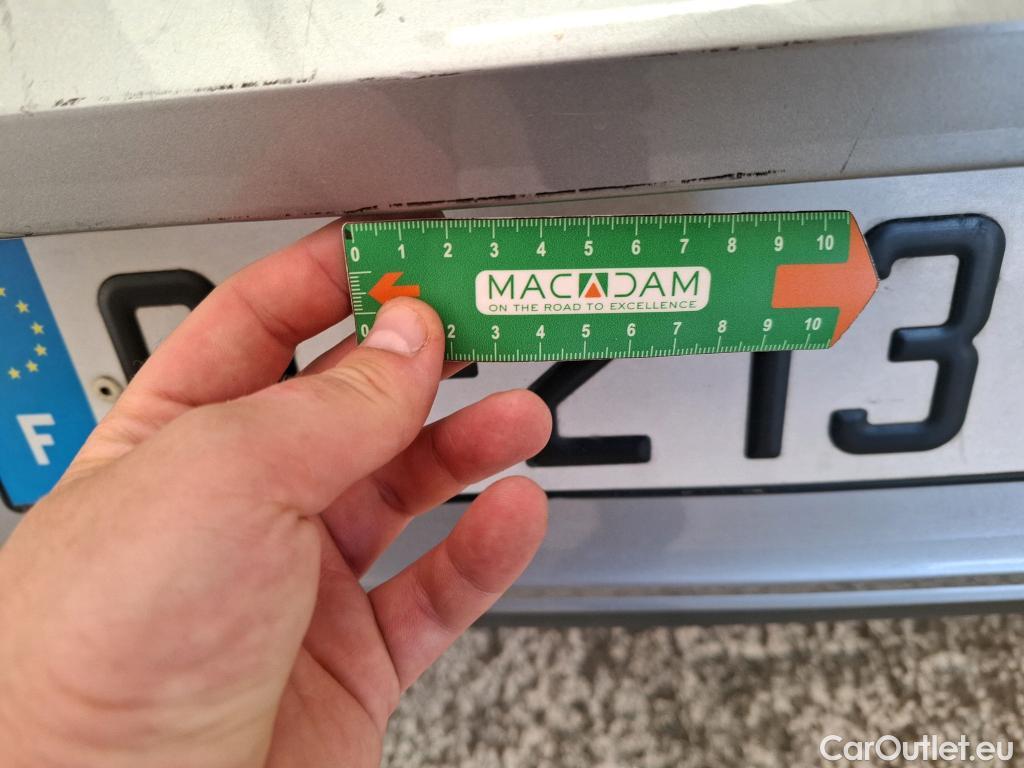 0 1 2 3 4 5 6 7 8 9 10
MACADAM
ON THE ROAD TO EXCELLENCE
0 2 3 4 5 6 7 8 9 10
F
213
CarOutlet.eu